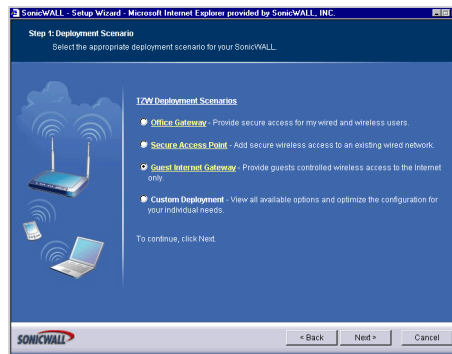 SonicWALL - Setup Wizard - Microsoft Internet Explorer provided by SonicWALL, INC.
Step 1: Deployment Scenario
Select the appropriate deployment scenario for your SonicWALL.
TZW Deployment Scenarios
Office Gateway - Provide secure access for my wired and wireless users.
Secure Access Point - Add secure wireless access to an existing wired network.
Guest Internet Gateway - Provide guests controlled wireless access to the Internet
only.
Custom Deployment - View all available options and optimize the configuration for
your individual needs.
To continue, click Next.
SONICWALL
< Back
Next >
Cancel